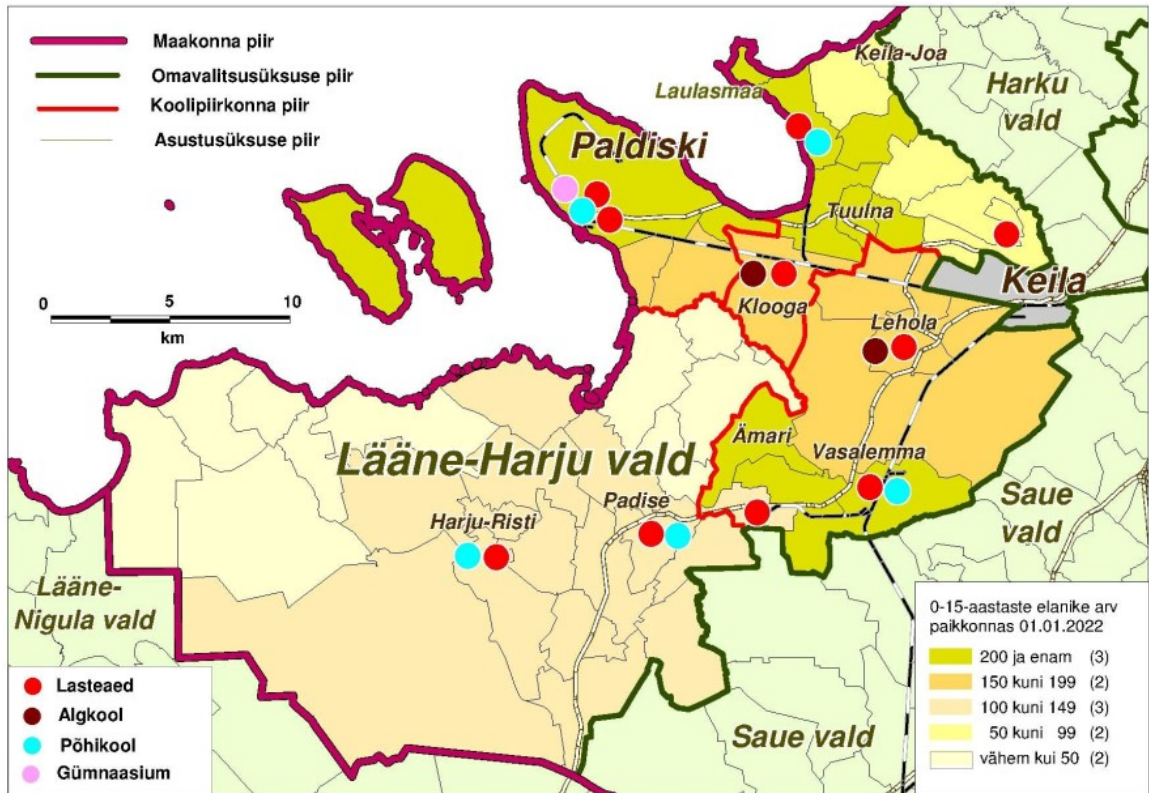 Maakonna piir
Omavalitsusüksuse piir
Koolipiirkonna piir
Asustusüksuse piir
Keila-Joa
Harku
vald
Laulasmaa
Paldiski
Tuulna
Keila
0 5 10
km
Klooga
Lehola
Ämari
Vasalemma
Lääne-Harju vald
Padise
Harju-Risti
Saue
vald
Lääne-
Nigula vald
Saue vald
Lasteaed
Algkool
Põhikool
Gümnaasium
0-15-aastaste elanike arv
paikkonnas 01.01.2022
200 ja enam (3)
150 kuni 199 (2)
100 kuni 149 (3)
50 kuni 99 (2)
vähem kui 50 (2)